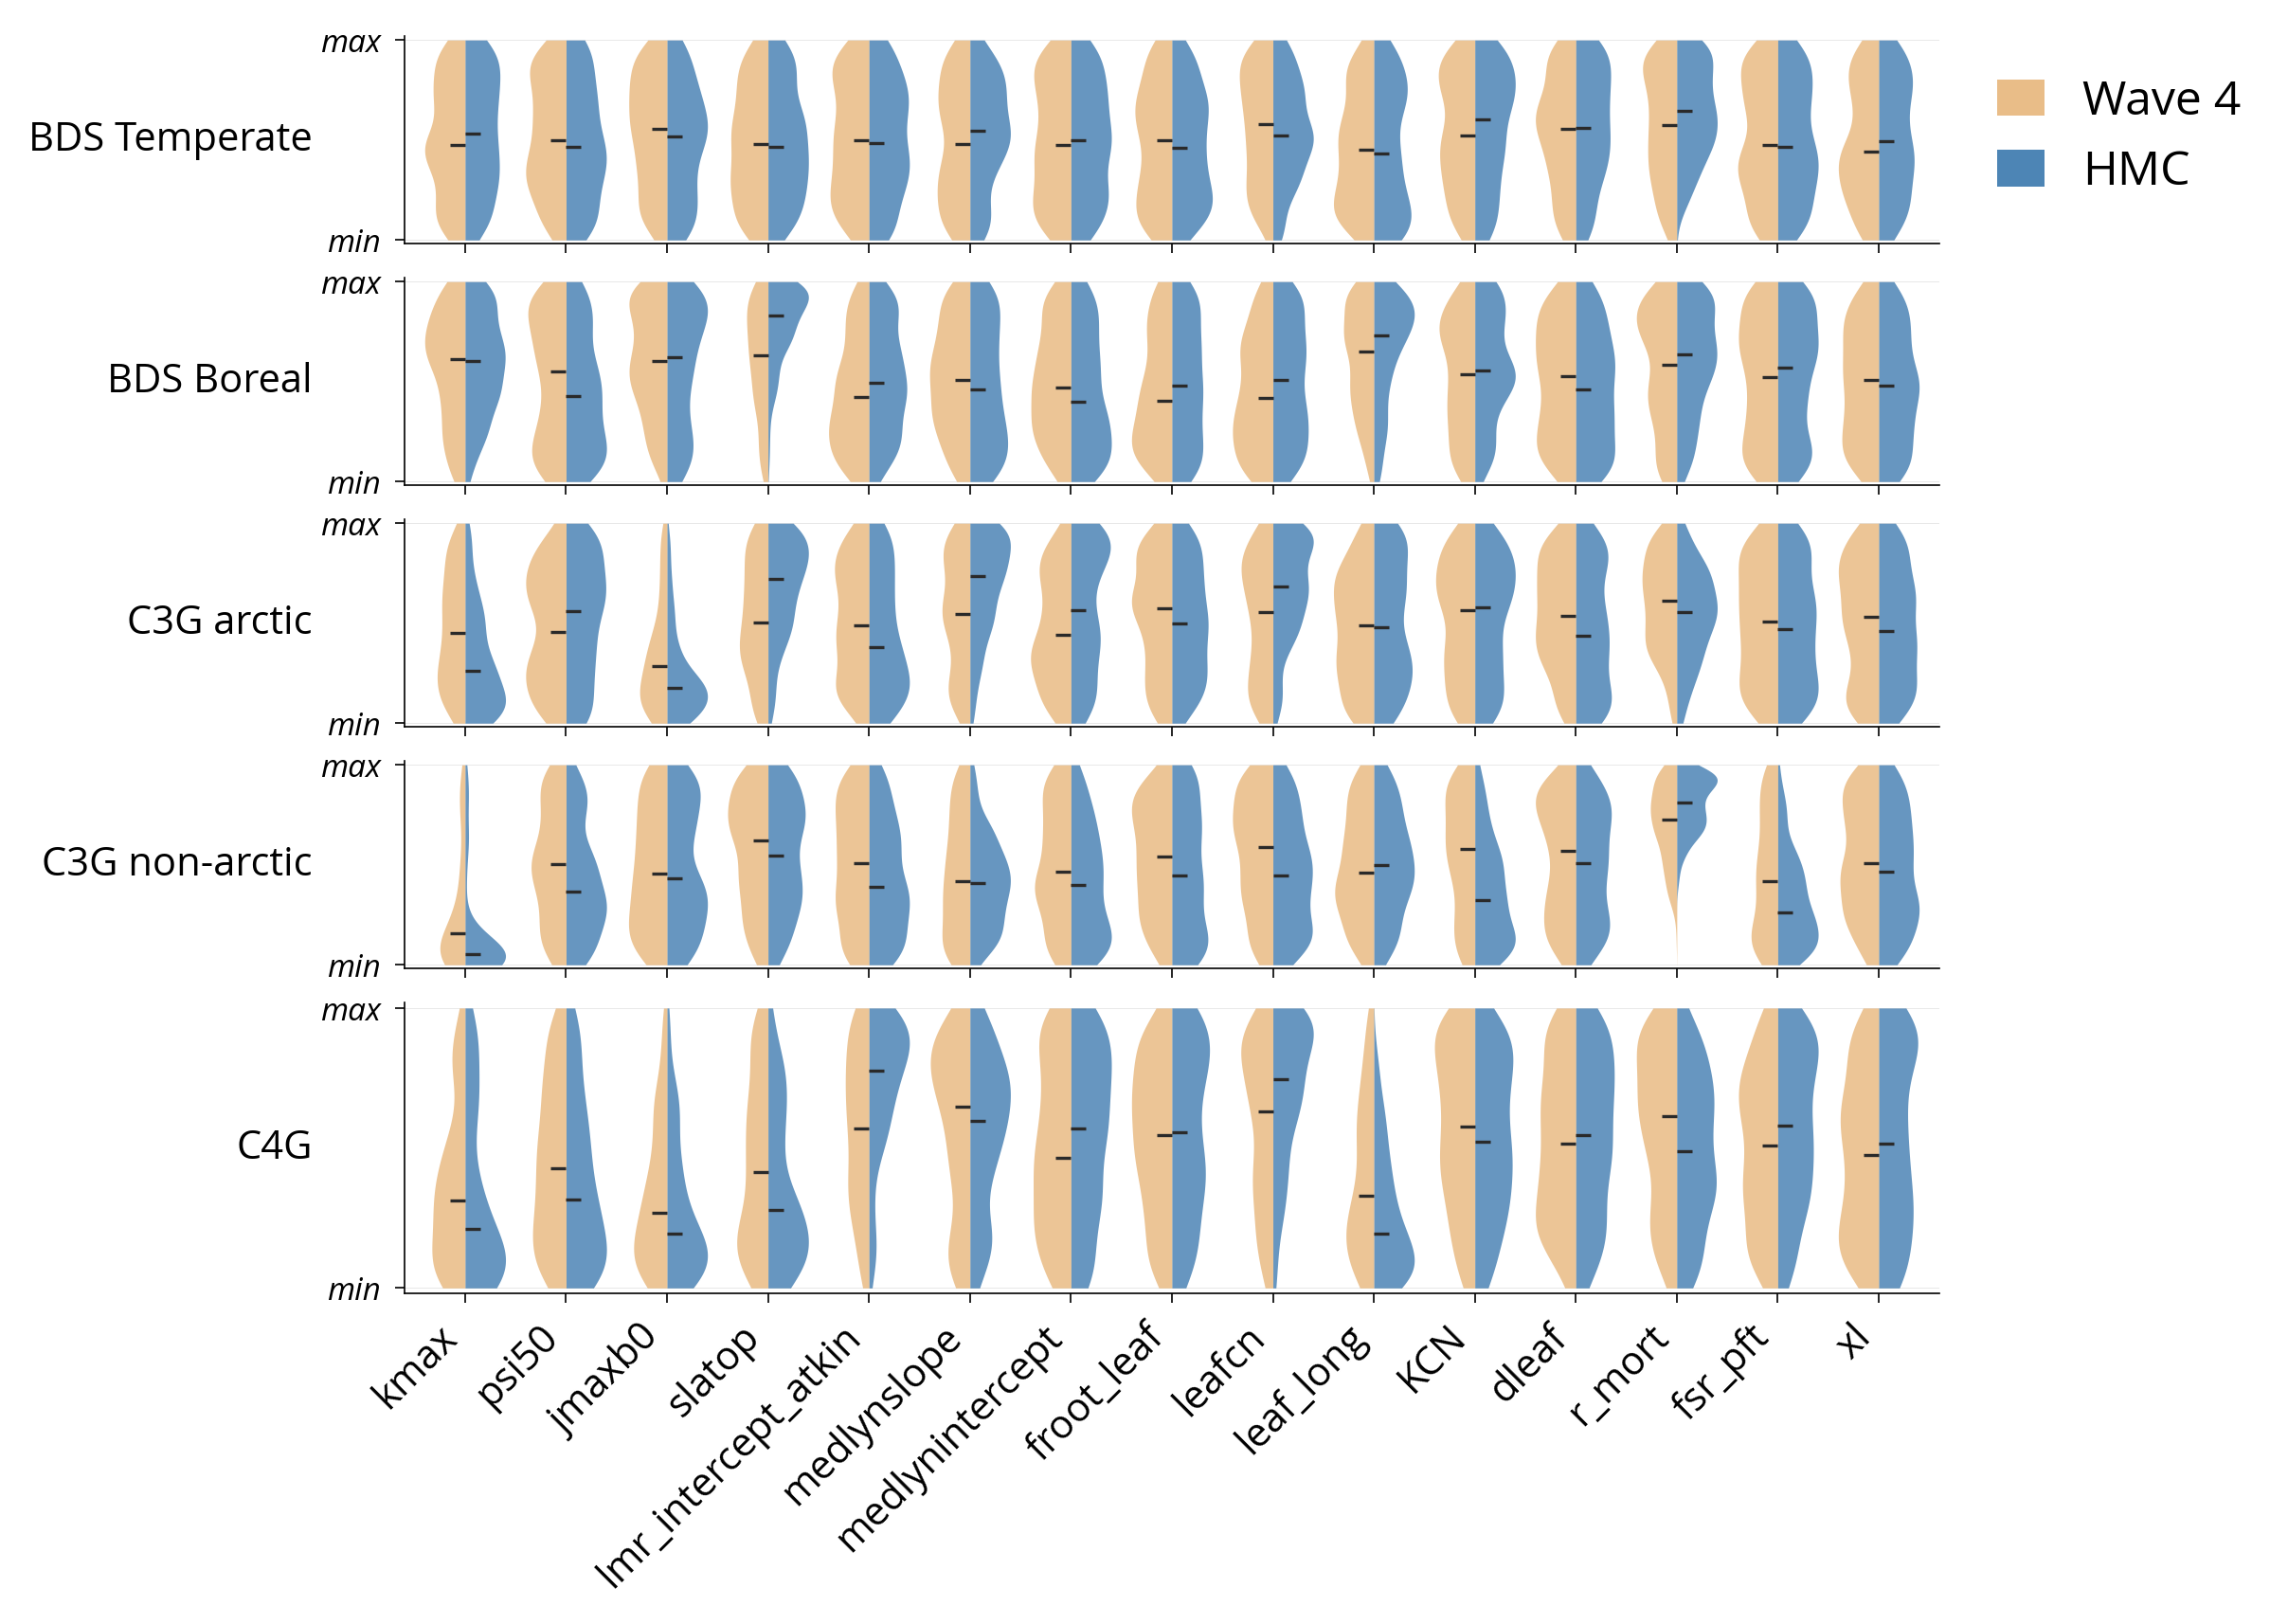 max
BDS Temperate
min
Wave 4
HMC
max
BDS Boreal
min
max
C3G arctic
min
max
C3G non-arctic
min
max
C4G
min
kmax
psi50
jmaxb0
slatop
lmr_intercept_atkin
medlynslope
medlynintercept
froot_leaf
leafcn
leaf_long
KCN
dleaf
r_mort
fsr_pft
xl